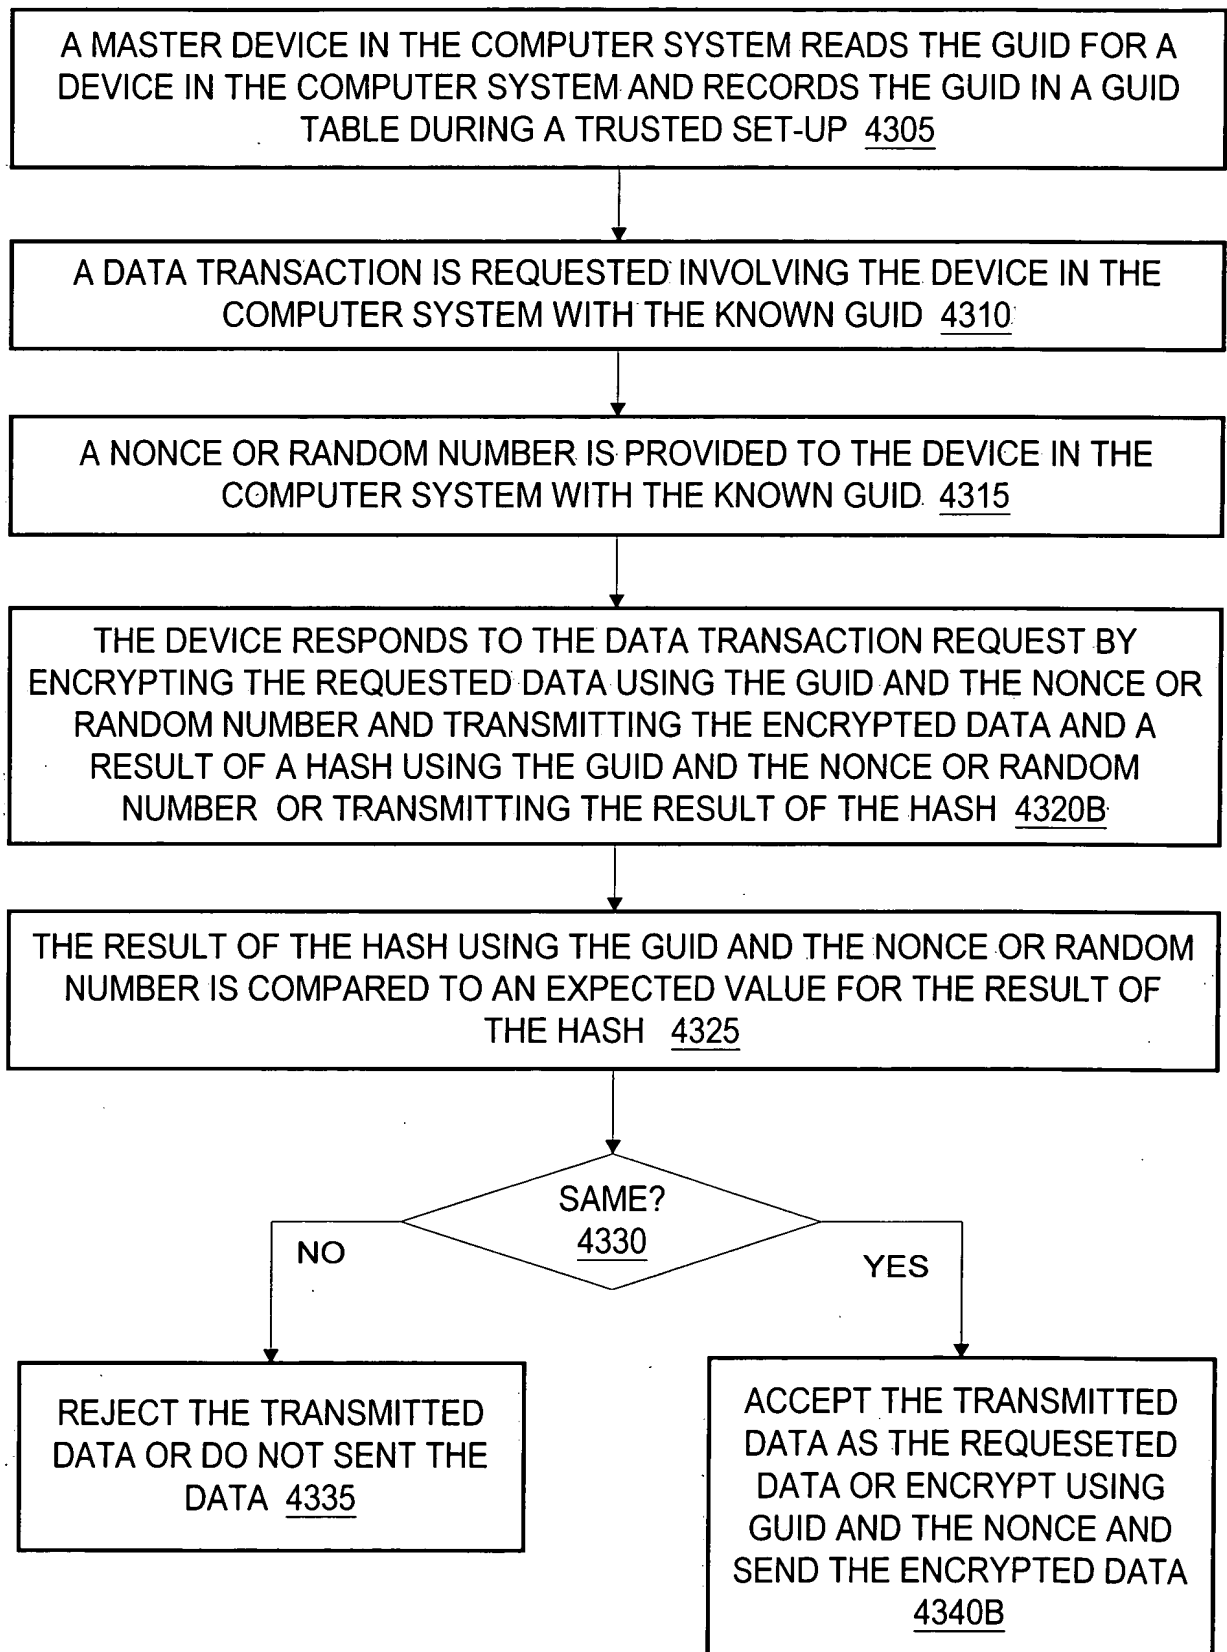 A MASTER DEVICE IN THE COMPUTER SYSTEM READS THE GUID FOR A
DEVICE IN THE COMPUTER SYSTEM AND RECORDS THE GUID IN A GUID
TABLE DURING A TRUSTED SET-UP 4305
A DATA TRANSACTION IS REQUESTED INVOLVING THE DEVICE IN THE
COMPUTER SYSTEM WITH THE KNOWN GUID 4310
A NONCE OR RANDOM NUMBER IS PROVIDED TO THE DEVICE IN THE
COMPUTER SYSTEM WITH THE KNOWN GUID 4315
THE DEVICE RESPONDS TO THE DATA TRANSACTION REQUEST BY
ENCRYPTING THE REQUESTED DATA USING THE GUID AND THE NONCE OR
RANDOM NUMBER AND TRANSMITTING THE ENCRYPTED DATA AND A
RESULT OF A HASH USING THE GUID AND THE NONCE OR RANDOM
NUMBER OR TRANSMITTING THE RESULT OF THE HASH 4320B
THE RESULT OF THE HASH USING THE GUID AND THE NONCE OR RANDOM
NUMBER IS COMPARED TO AN EXPECTED VALUE FOR THE RESULT OF
THE HASH 4325
SAME?
4330
NO
YES
REJECT THE TRANSMITTED
DATA OR DO NOT SENT THE
DATA 4335
ACCEPT THE TRANSMITTED
DATA AS THE REQUESETED
DATA OR ENCRYPT USING
GUID AND THE NONCE AND
SEND THE ENCRYPTED DATA
4340B